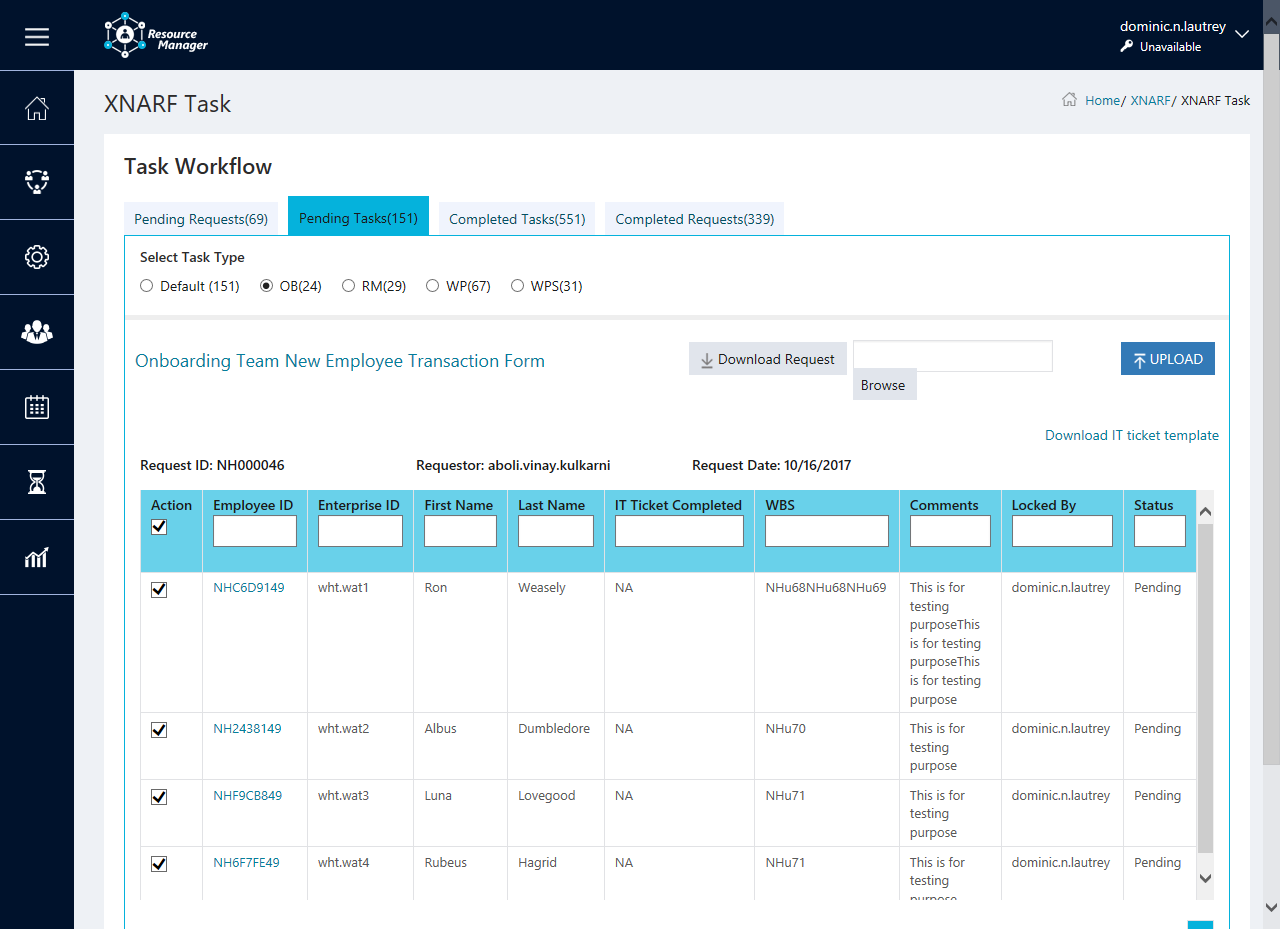 Resource Manager
dominic.n.lautrey
Unavailable
XNARF Task
Home/ XNARF/ XNARF Task
Task Workflow
Pending Requests(69) Pending Tasks(151) Completed Tasks(551) Completed Requests(339)
Select Task Type
Default (151) OB(24) RM(29) WP(67) WPS(31)
Onboarding Team New Employee Transaction Form
Download Request
Browse
UPLOAD
Download IT ticket template
Request ID: NH000046 Requestor: aboli.vinay.kulkarni Request Date: 10/16/2017
Action Employee ID Enterprise ID First Name Last Name IT Ticket Completed WBS Comments Locked By Status
NHC6D9149 wht.wat1 Ron Weasely NA NHu68NHu68NHu69 This is for dominic.n.lautrey Pending
testing
purposeThis
is for testing
purposeThis
is for testing
purpose
NH2438149 wht.wat2 Albus Dumbledore NA NHu70 This is for dominic.n.lautrey Pending
testing
purpose
NHF9CB849 wht.wat3 Luna Lovegood NA NHu71 This is for dominic.n.lautrey Pending
testing
purpose
NH6F7FE49 wht.wat4 Rubeus Hagrid NA NHu71 This is for dominic.n.lautrey Pending
testing
purpose